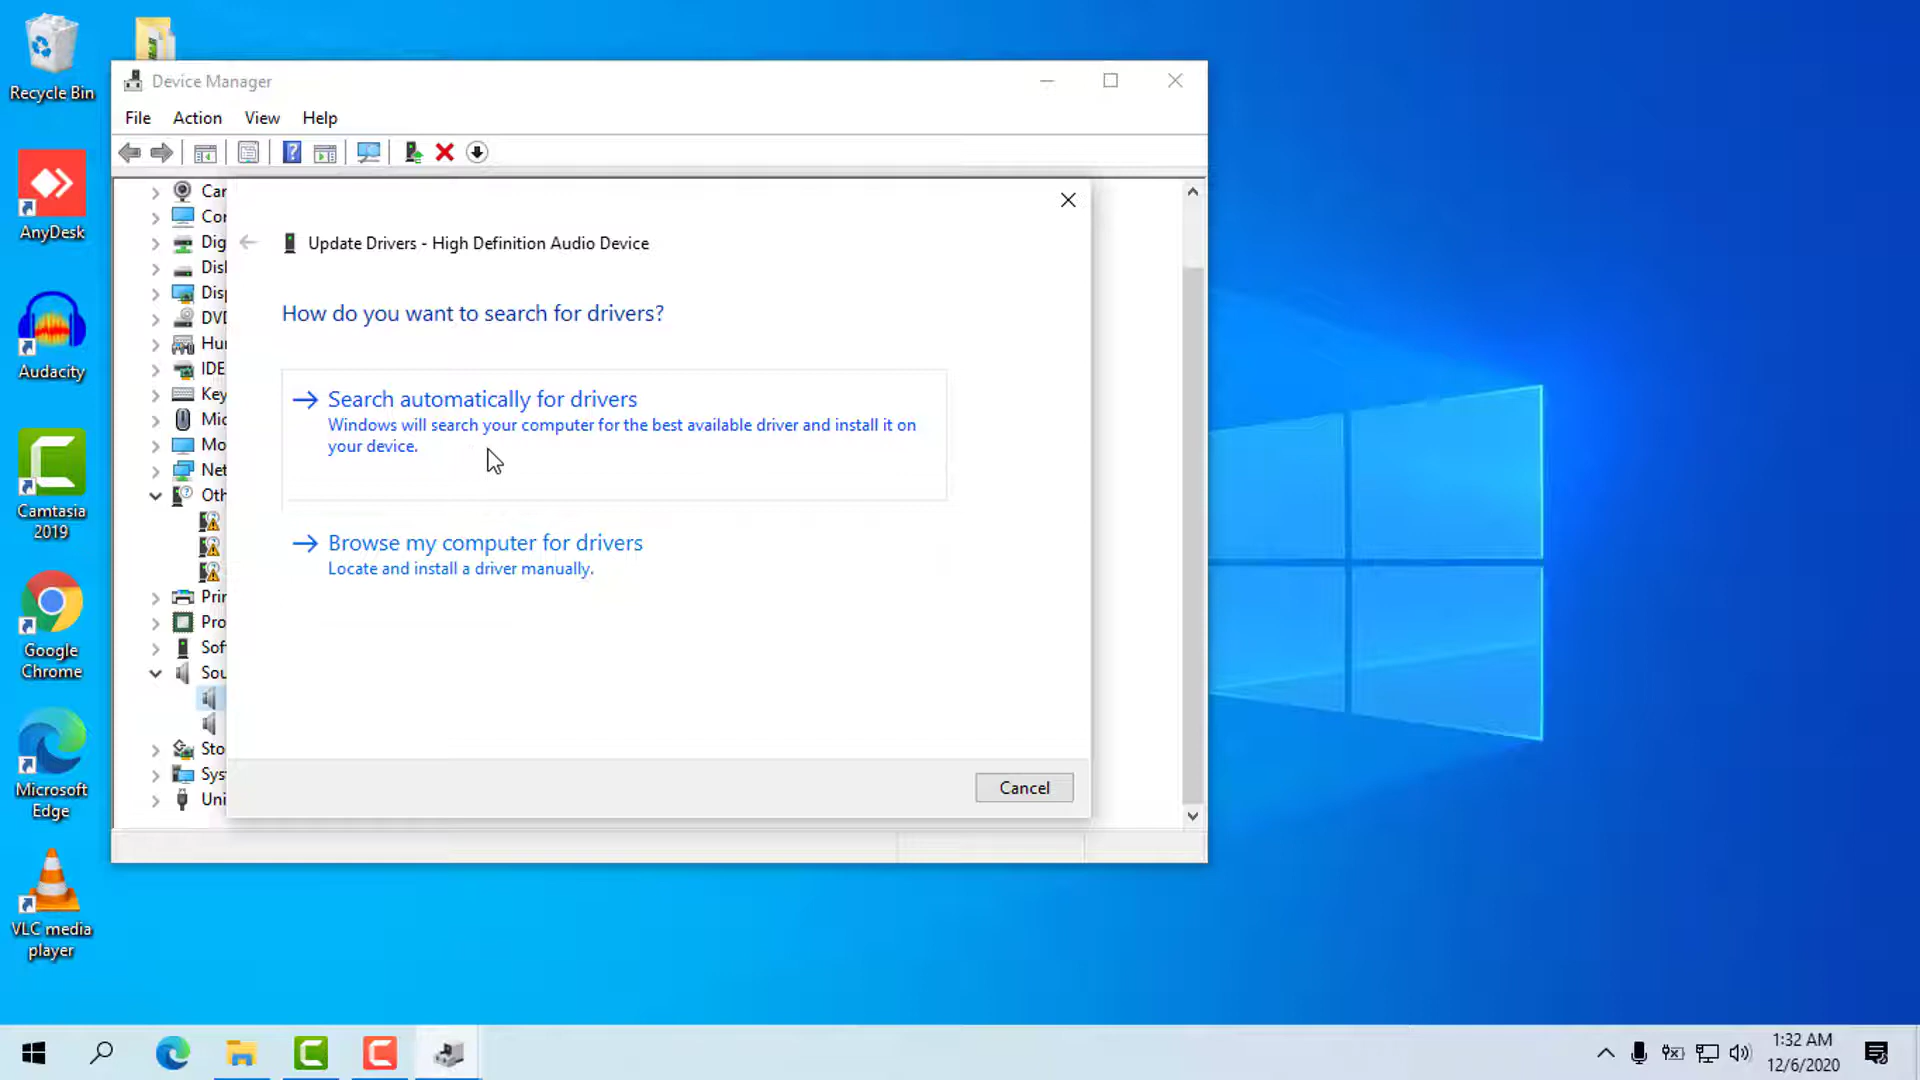 Recycle Bin
AnyDesk
Audacity
Camtasia
2019
Google
Chrome
Microsoft
Edge
VLC media
player
Device Manager
File Action View Help
Car
Cor
Dig
Disl
Disp
DVD
Hur
IDE
Key
Mic
Mo
Net
Oth
Prin
Pro
Sof
Sou
Sto
Sys
Uni
Update Drivers - High Definition Audio Device
How do you want to search for drivers?
Search automatically for drivers
Windows will search your computer for the best available driver and install it on
your device.
Browse my computer for drivers
Locate and install a driver manually.
Cancel
1:32 AM
12/6/2020